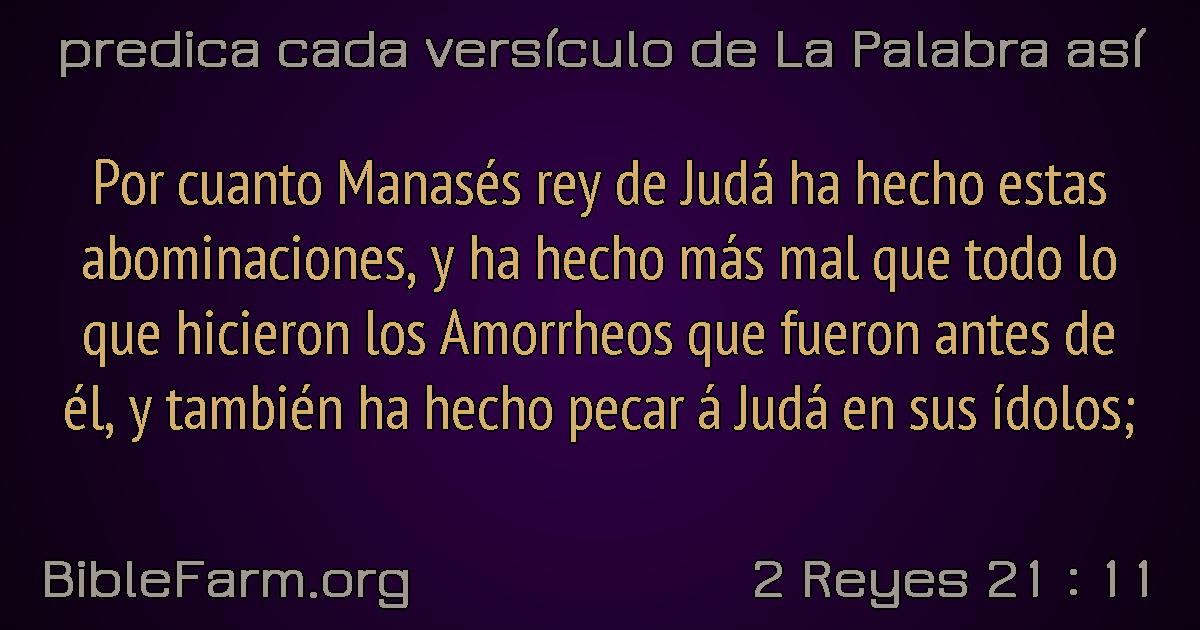 predica cada versículo de La Palabra así
Por cuanto Manasés rey de Judá ha hecho estas
abominaciones, y ha hecho más mal que todo lo
que hicieron los Amorrheos que fueron antes de
él, y también ha hecho pecar á Judá en sus ídolos;
BibleFarm.org
2 Reyes 21 : 11